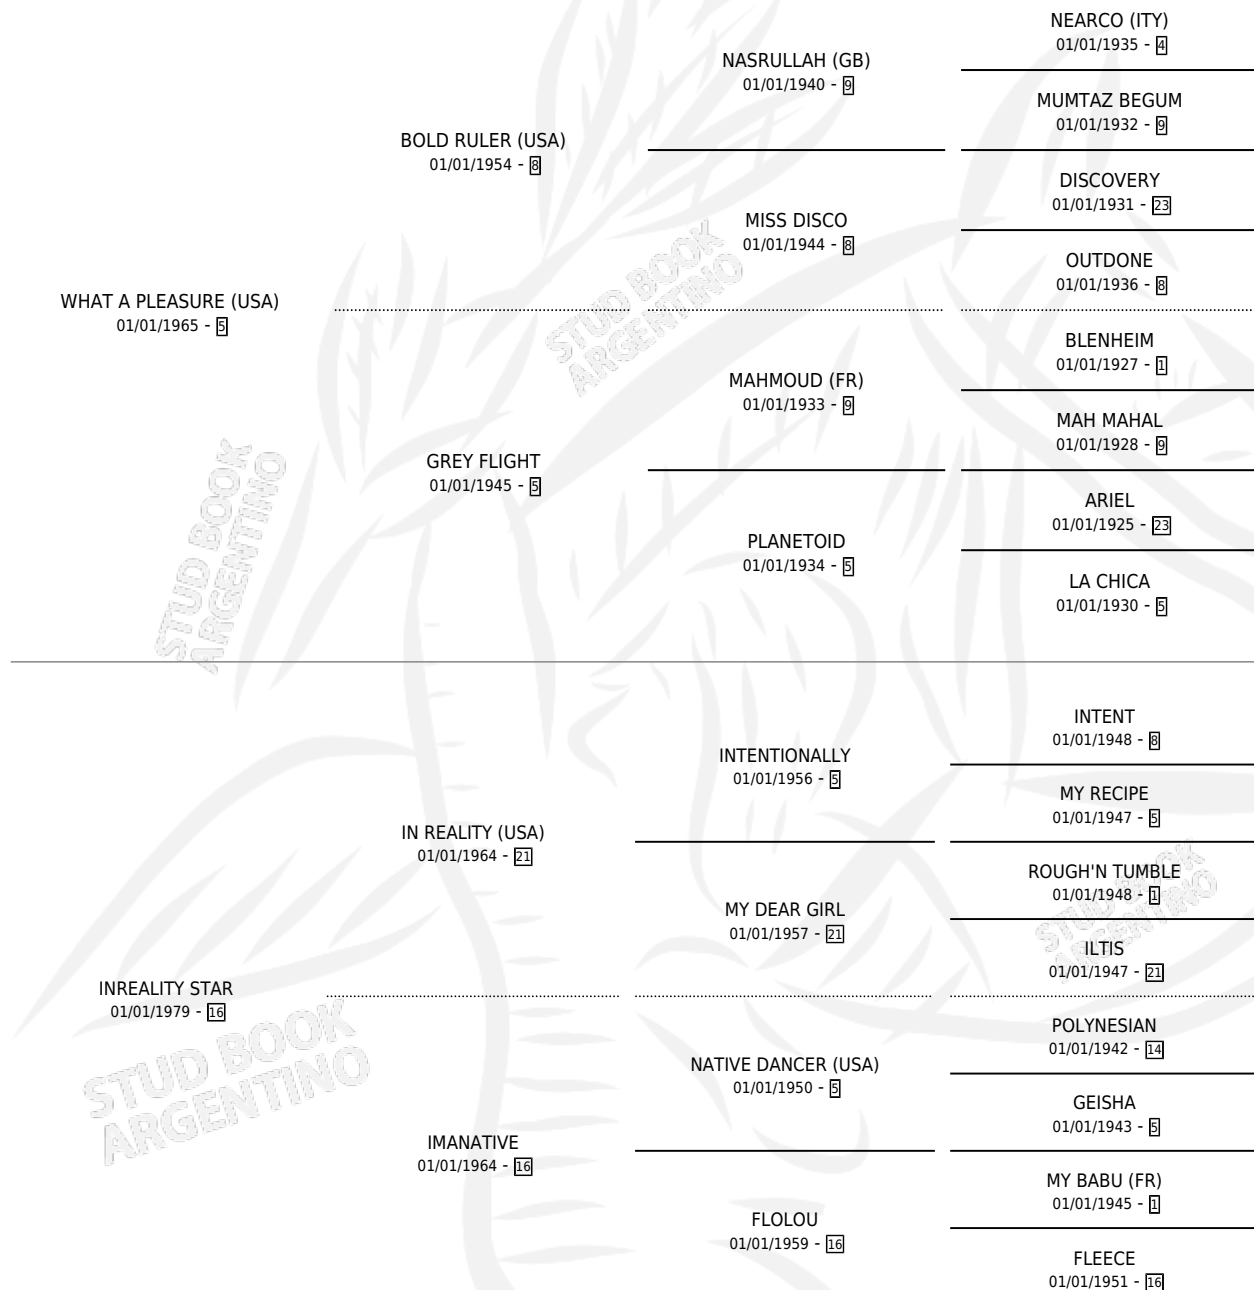 NEARCO (ITY)
01/01/1935 - 4
NASRULLAH (GB)
01/01/1940 - 9
MUMTAZ BEGUM
01/01/1932 - 9
BOLD RULER (USA)
01/01/1954 - 8
DISCOVERY
01/01/1931 - 23
MISS DISCO
01/01/1944 - 8
OUTDONE
01/01/1936 - 8
WHAT A PLEASURE (USA)
01/01/1965 - 5
BLENHEIM
01/01/1927 - 1
MAHMOUD (FR)
01/01/1933 - 9
MAH MAHAL
01/01/1928 - 9
GREY FLIGHT
01/01/1945 - 5
ARIEL
01/01/1925 - 23
PLANETOID
01/01/1934 - 5
LA CHICA
01/01/1930 - 5
INTENT
01/01/1948 - 8
INTENTIONALLY
01/01/1956 - 5
MY RECIPE
01/01/1947 - 5
IN REALITY (USA)
01/01/1964 - 21
ROUGH'N TUMBLE
01/01/1948 - 1
MY DEAR GIRL
01/01/1957 - 21
ILTIS
01/01/1947 - 21
INREALITY STAR
01/01/1979 - 16
POLYNESIAN
01/01/1942 - 14
NATIVE DANCER (USA)
01/01/1950 - 5
GEISHA
01/01/1943 - 5
IMANATIVE
01/01/1964 - 16
MY BABU (FR)
01/01/1945 - 1
FLOLOU
01/01/1959 - 16
FLEECE
01/01/1951 - 16
STUD BOOK
ARGENTINO
STUD BOOK
ARGENTINO
STUD BOOK
ARGENTINO
STUD BOOK
ARGENTINO